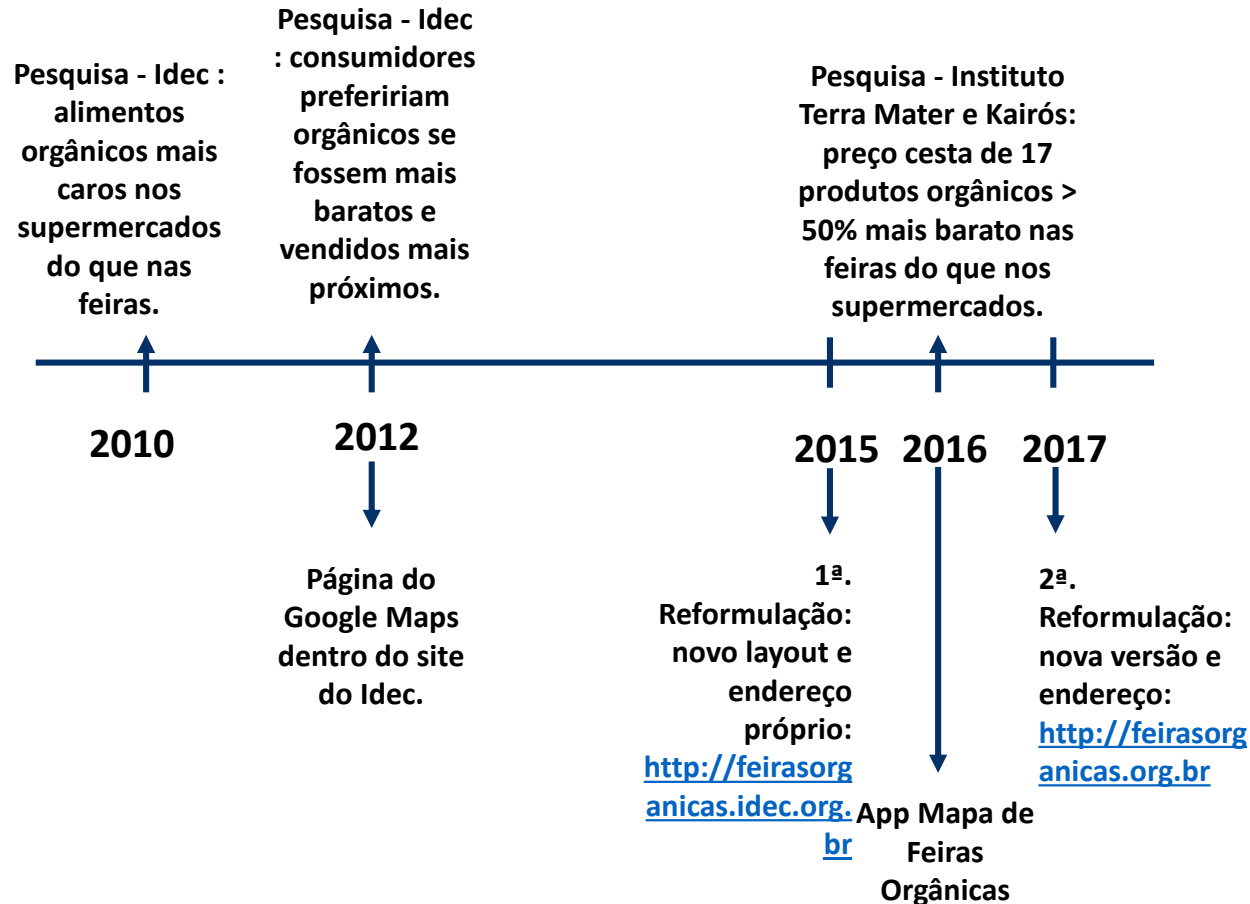 Pesquisa - Idec :
alimentos
orgânicos mais
caros nos
supermercados
do que nas
feiras.
Pesquisa - Idec
: consumidores
prefeririam
orgânicos se
fossem mais
baratos e
vendidos mais
próximos.
Pesquisa - Instituto
Terra Mater e Kairós:
preço cesta de 17
produtos orgânicos >
50% mais barato nas
feiras do que nos
supermercados.
2010
2012
2015
2016
2017
Página do
Google Maps
dentro do site
do Idec.
1ª.
Reformulação:
novo layout e
endereço
próprio:
http://feirasorg
anicas.idec.org.
br
App Mapa de
Feiras
Orgânicas
2ª.
Reformulação:
nova versão e
endereço:
http://feirasorg
anicas.org.br